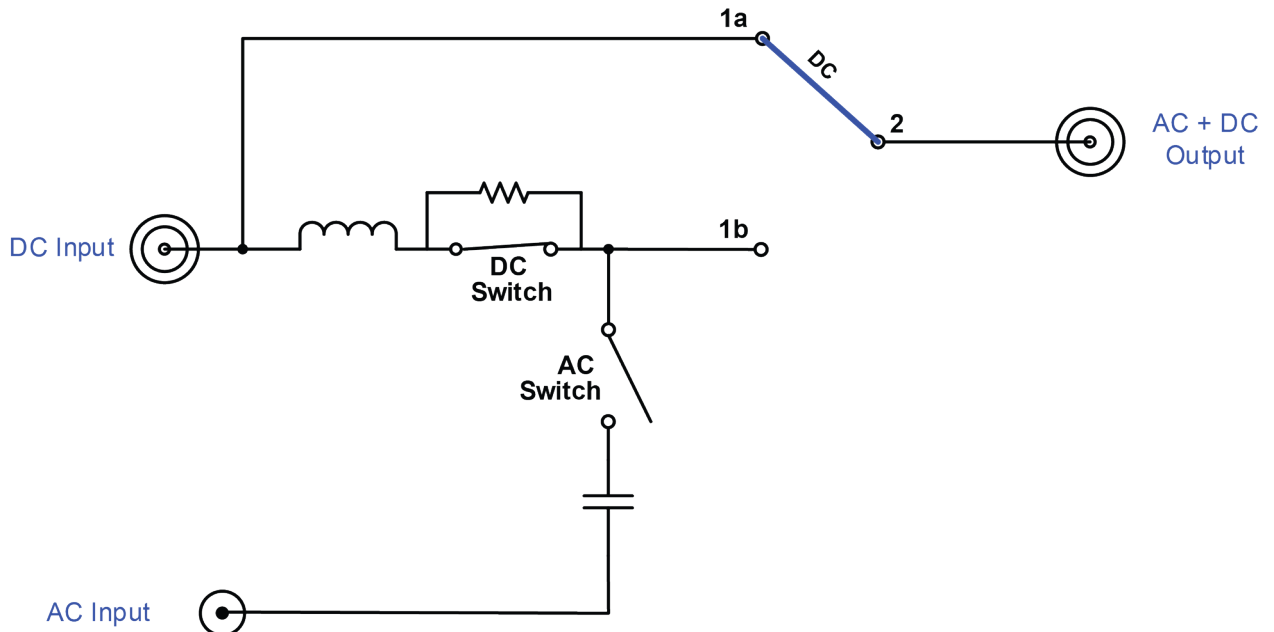 1a
DC
2
AC + DC
Output
DC Input
1b
DC
Switch
AC
Switch
AC Input